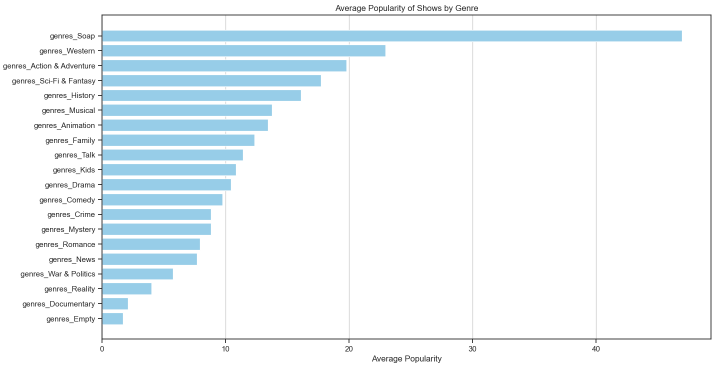 Average Popularity of Shows by Genre
genres_Soap
genres_Western
genres_Action & Adventure
genres_Sci-Fi & Fantasy
genres_History
genres_Musical
genres_Animation
genres_Family
genres_Talk
genres_Kids
genres_Drama
genres_Comedy
genres_Crime
genres_Mystery
genres_Romance
genres_News
genres_War & Politics
genres_Reality
genres_Documentary
genres_Empty
0 10 20 30 40
Average Popularity